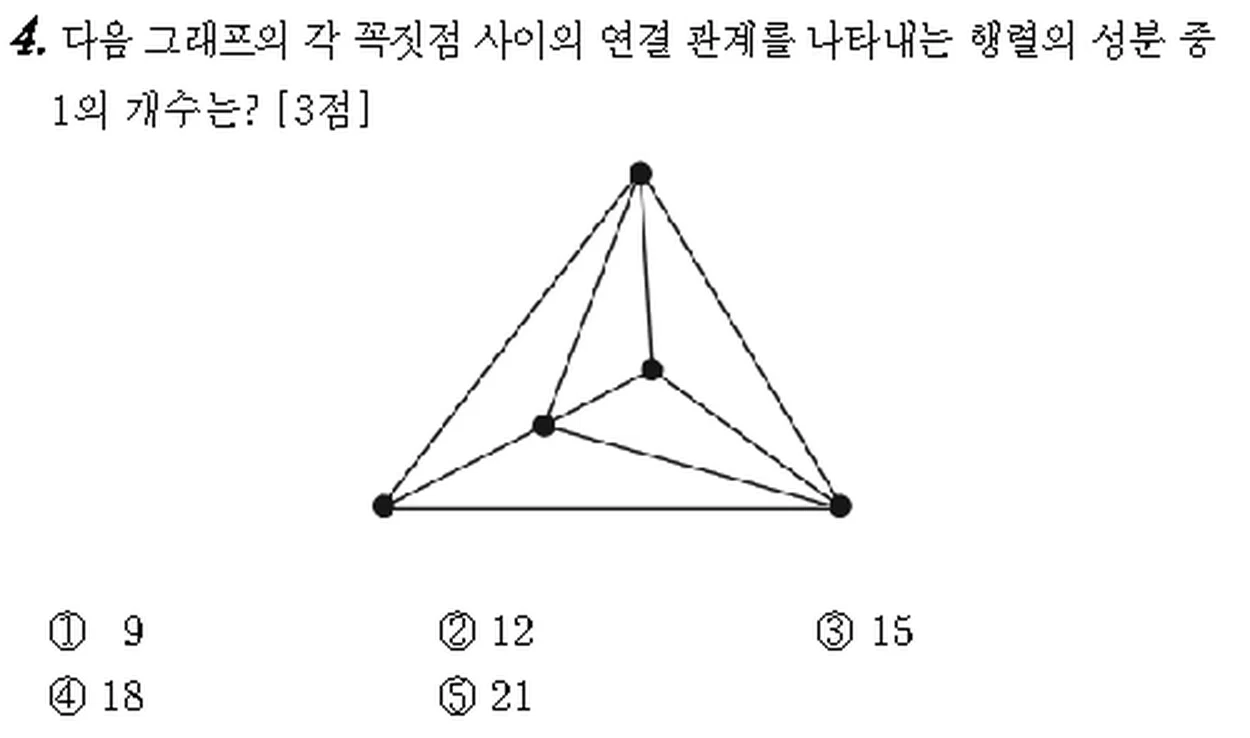 4. 다음 그래프의 각 꼭짓점 사이의 연결 관계를 나타내는 행렬의 성분 중
1의 개수는? [3점]
① 9 ② 12 ③ 15
④ 18 ⑤ 21